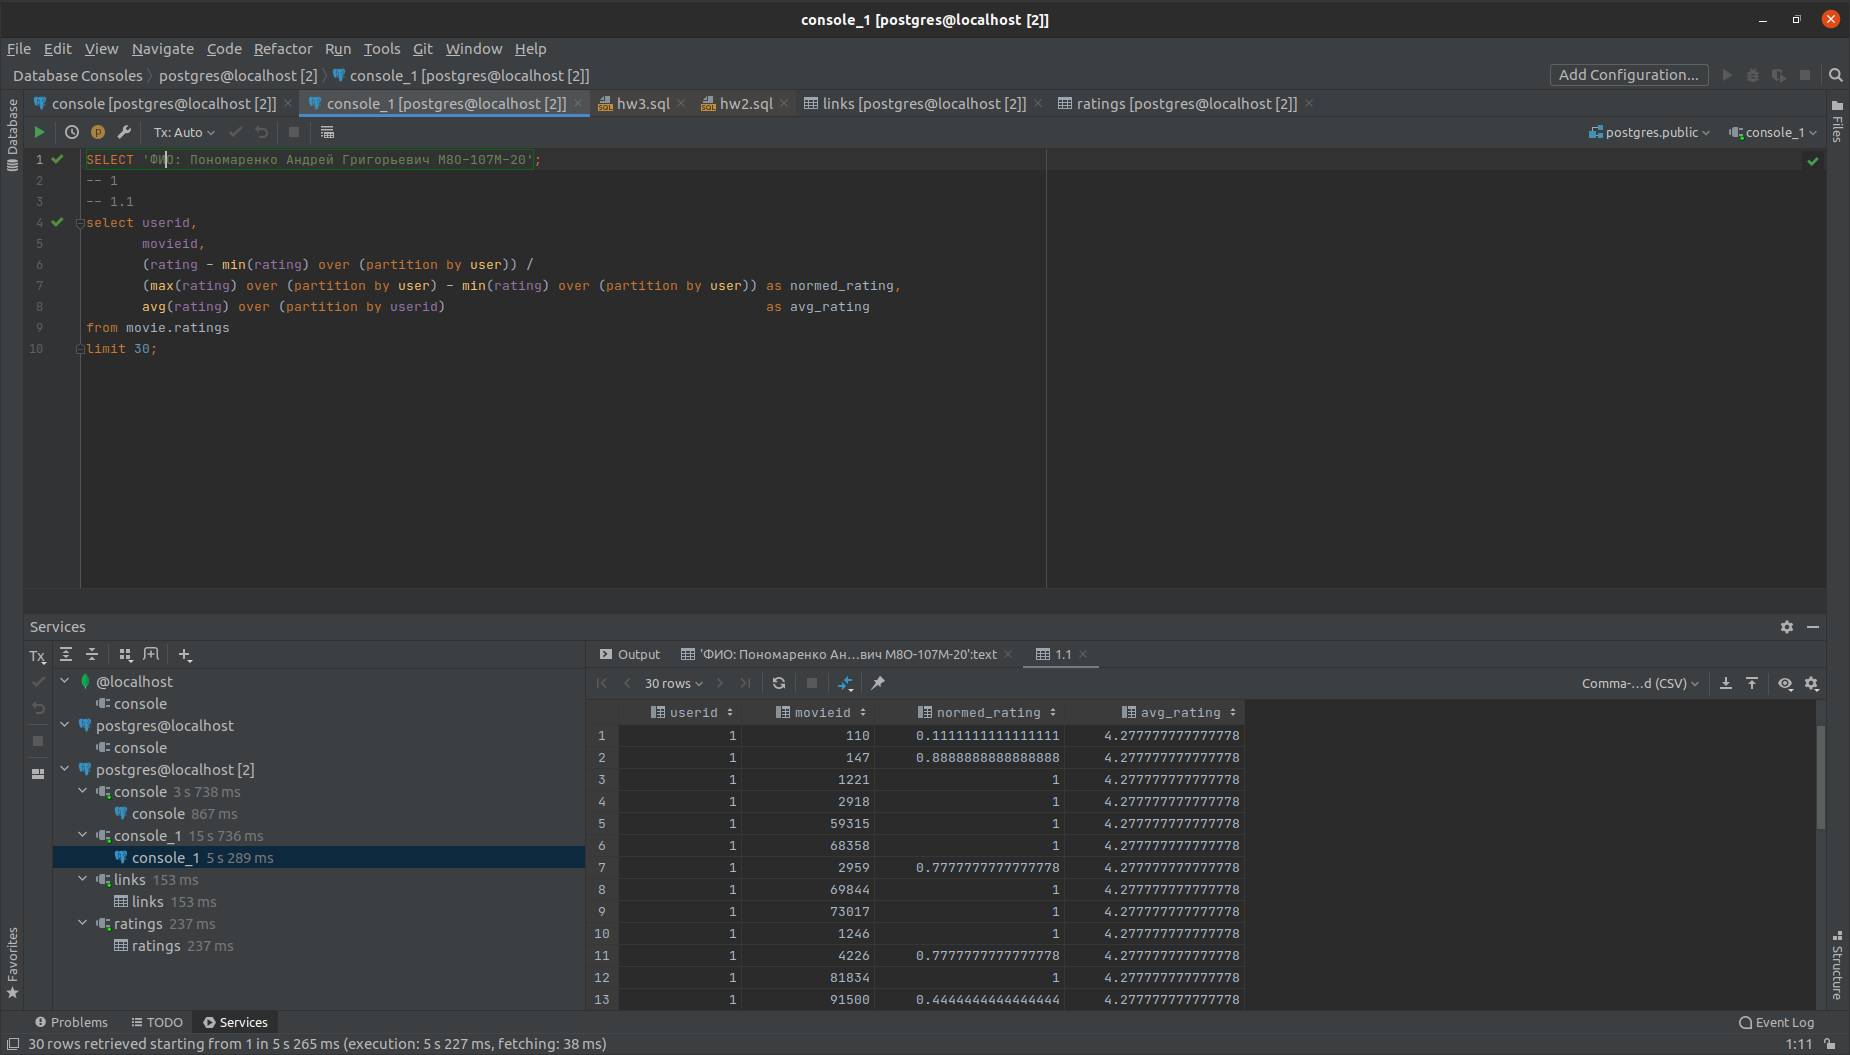 console_1 [postgres@localhost [2]]
File Edit View Navigate Code Refactor Run Tools Git Window Help
Database Consoles postgres@localhost [2] console_1 [postgres@localhost [2]] Add Configuration...
console [postgres@localhost [2]] console_1 [postgres@localhost [2]] hw3.sql hw2.sql links [postgres@localhost [2]] ratings [postgres@localhost [2]]
Tx: Auto postgres.public console_1
Database
Files
1 SELECT 'ФИО: Пономаренко Андрей Григорьевич М8О-107М-20';
2 -- 1
3 -- 1.1
4 select userid,
5 movieid,
6 (rating - min(rating) over (partition by user)) /
7 (max(rating) over (partition by user) - min(rating) over (partition by user)) as normed_rating,
8 avg(rating) over (partition by userid) as avg_rating
9 from movie.ratings
10 limit 30;
Services
Tx
@localhost
console
postgres@localhost
console
postgres@localhost [2]
console 3 s 738 ms
console 867 ms
console_1 15 s 736 ms
console_1 5 s 289 ms
links 153 ms
links 153 ms
ratings 237 ms
ratings 237 ms
Output 'ФИО: Пономаренко Ан...вич М8О-107М-20':text 1.1
30 rows Comma-...d (CSV)
userid movieid normed_rating avg_rating
1 1 110 0.1111111111111111 4.277777777777778
2 1 147 0.8888888888888888 4.277777777777778
3 1 1221 1 4.277777777777778
4 1 2918 1 4.277777777777778
5 1 59315 1 4.277777777777778
6 1 68358 1 4.277777777777778
7 1 2959 0.7777777777777778 4.277777777777778
8 1 69844 1 4.277777777777778
9 1 73017 1 4.277777777777778
10 1 1246 1 4.277777777777778
11 1 4226 0.7777777777777778 4.277777777777778
12 1 81834 1 4.277777777777778
13 1 91500 0.4444444444444444 4.277777777777778
Favorites
Structure
Problems TODO Services Event Log
30 rows retrieved starting from 1 in 5 s 265 ms (execution: 5 s 227 ms, fetching: 38 ms) 1:11